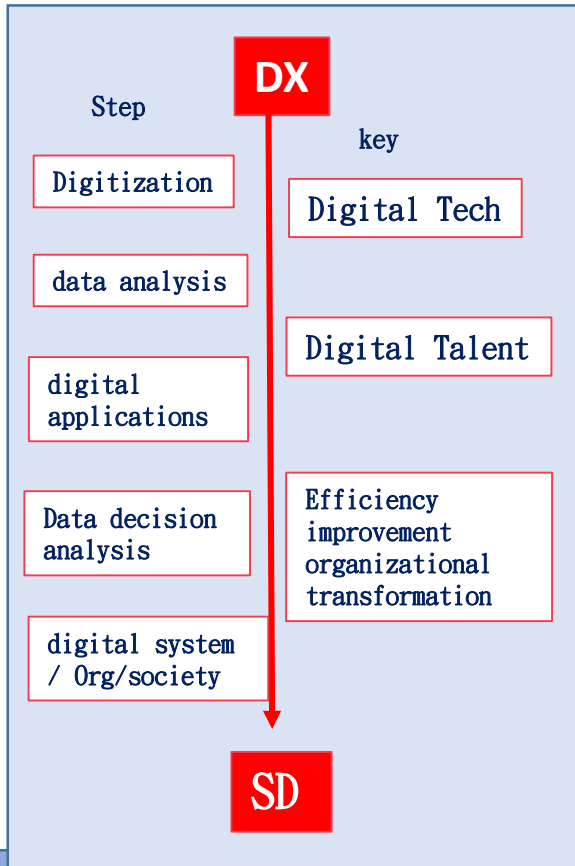 DX
Step
key
Digitization
Digital Tech
data analysis
Digital Talent
digital
applications
Data decision
analysis
Efficiency
improvement
organizational
transformation
digital system
/ Org/society
SD